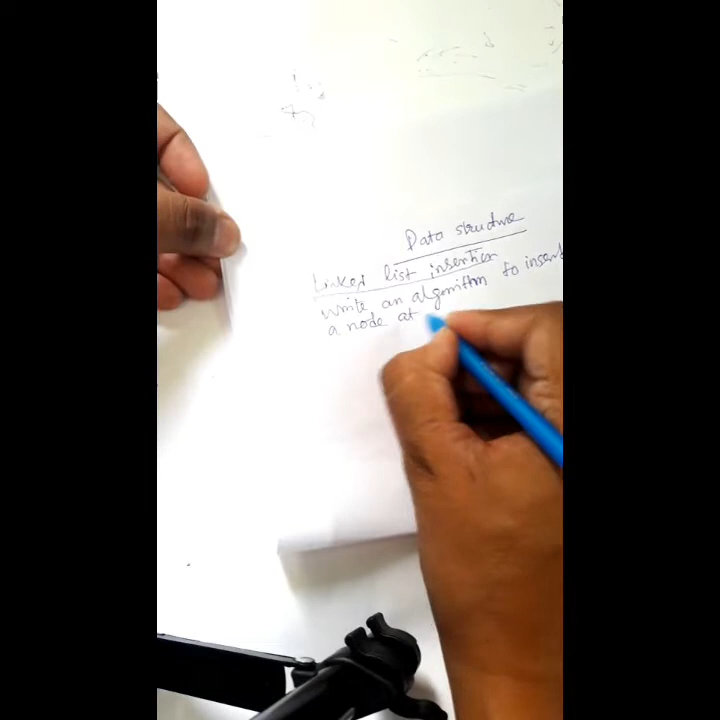 Data structure
Linked list insertion
write an algorithm to insert
a node at